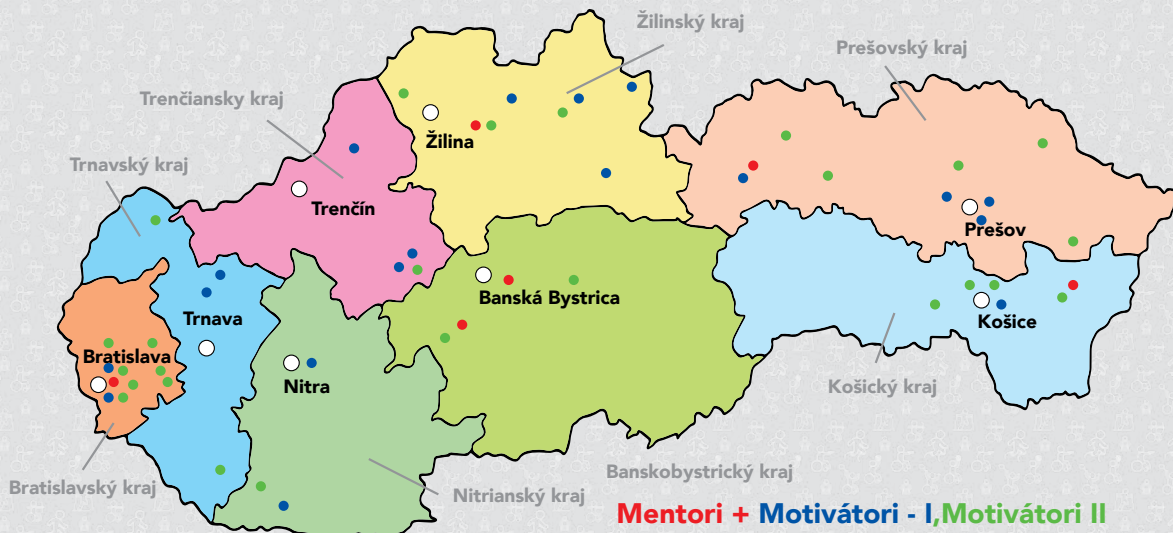 Žilinský kraj
Prešovský kraj
Trenčiansky kraj
Žilina
Trnavský kraj
Trenčín
Prešov
Banská Bystrica
Trnava
Košice
Bratislava
Nitra
Košický kraj
Banskobystrický kraj
Bratislavský kraj
Nitrianský kraj
Mentori + Motivátori - I,Motivátori II